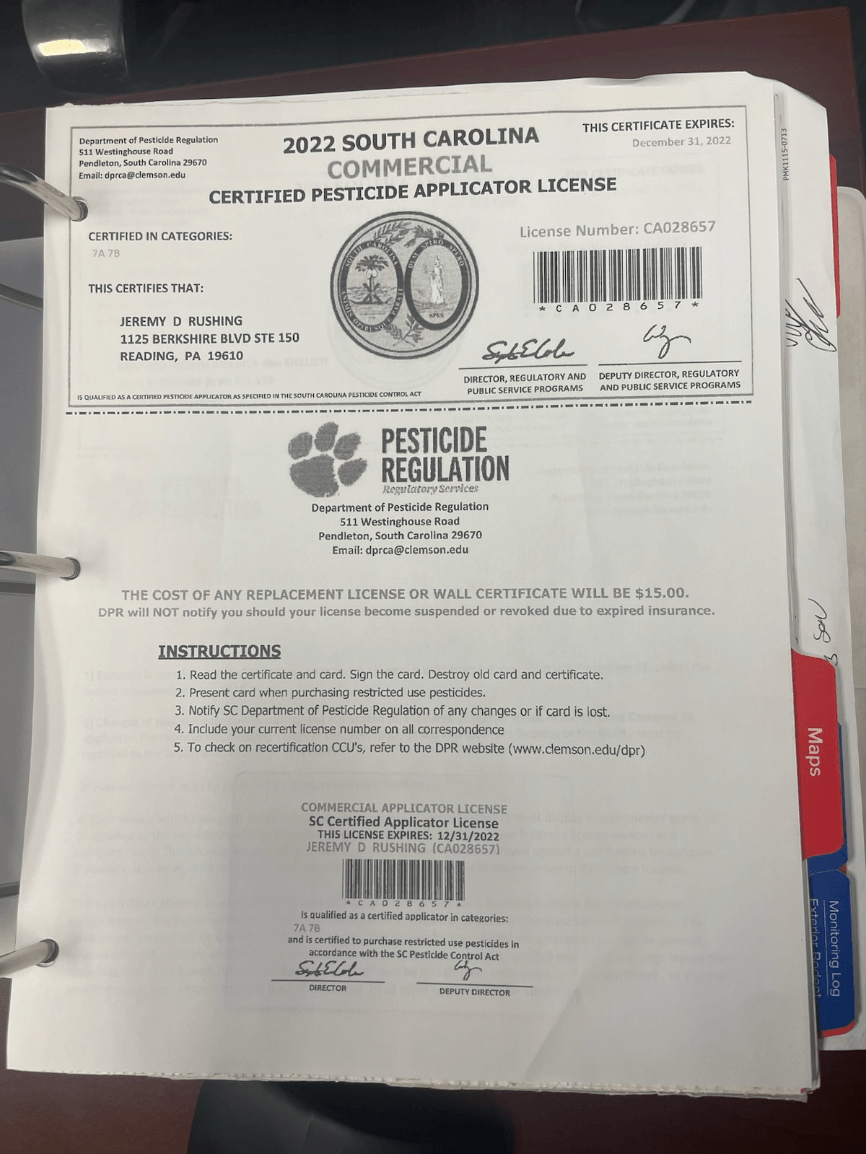 Department of Pesticide Regulation
511 Westinghouse Road
Pendleton, South Carolina 29670
Email: dprca@clemson.edu
2022 SOUTH CAROLINA
COMMERCIAL
CERTIFIED PESTICIDE APPLICATOR LICENSE
THIS CERTIFICATE EXPIRES:
December 31, 2022
CERTIFIED IN CATEGORIES:
7A 7B
License Number: CA028657
* C A 0 2 8 6 5 7 *
THIS CERTIFIES THAT:
JEREMY D RUSHING
1125 BERKSHIRE BLVD STE 150
READING, PA 19610
SOUTH CAROLINA
DUM SPIRO SPERO
ANIMIS OPIBUSQUE PARATI
SPES
DIRECTOR, REGULATORY AND
PUBLIC SERVICE PROGRAMS
DEPUTY DIRECTOR, REGULATORY
AND PUBLIC SERVICE PROGRAMS
IS QUALIFIED AS A CERTIFIED PESTICIDE APPLICATOR AS SPECIFIED IN THE SOUTH CAROLINA PESTICIDE CONTROL ACT
PESTICIDE
REGULATION
Regulatory Services
Department of Pesticide Regulation
511 Westinghouse Road
Pendleton, South Carolina 29670
Email: dprca@clemson.edu
THE COST OF ANY REPLACEMENT LICENSE OR WALL CERTIFICATE WILL BE $15.00.
DPR will NOT notify you should your license become suspended or revoked due to expired insurance.
INSTRUCTIONS
1. Read the certificate and card. Sign the card. Destroy old card and certificate.
2. Present card when purchasing restricted use pesticides.
3. Notify SC Department of Pesticide Regulation of any changes or if card is lost.
4. Include your current license number on all correspondence
5. To check on recertification CCU's, refer to the DPR website (www.clemson.edu/dpr)
COMMERCIAL APPLICATOR LICENSE
SC Certified Applicator License
THIS LICENSE EXPIRES: 12/31/2022
JEREMY D RUSHING (CA028657)
* C A 0 2 8 6 5 7 *
Is qualified as a certified applicator in categories:
7A 7B
and is certified to purchase restricted use pesticides in
accordance with the SC Pesticide Control Act
DIRECTOR
DEPUTY DIRECTOR
PMK1115-0713
Maps
Monitoring Log
Exterior Rodent